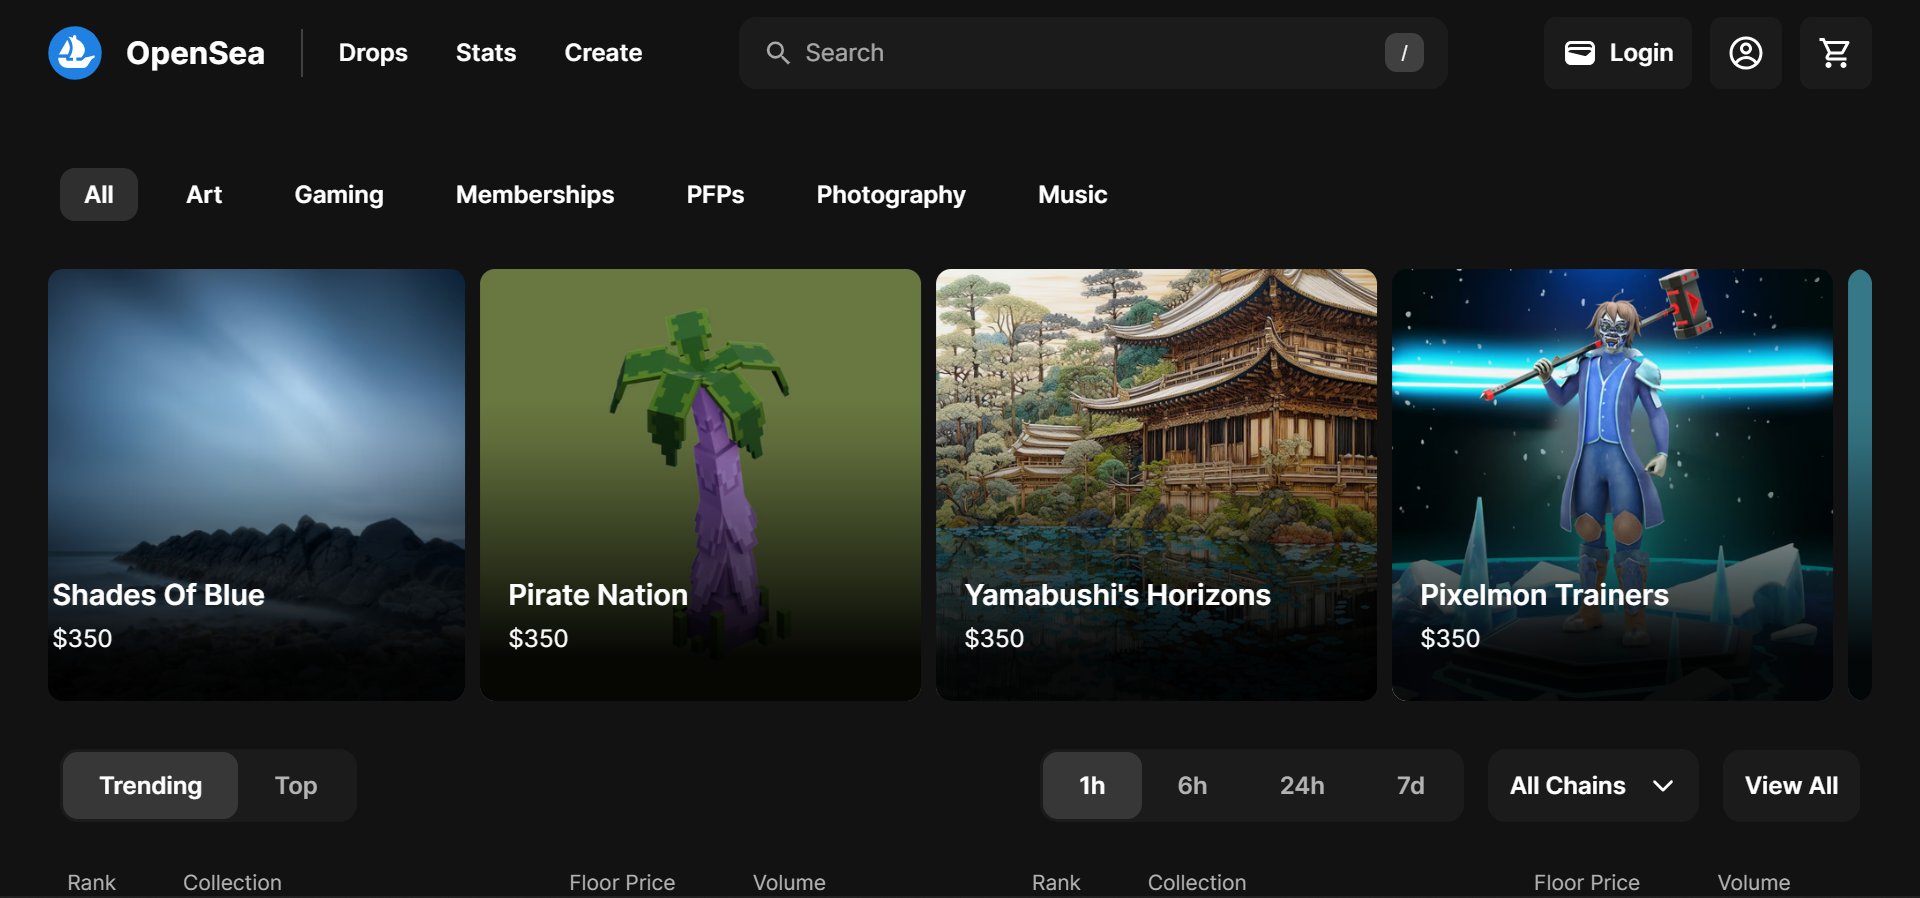 OpenSea
Drops
Stats
Create
Search
/
Login
All
Art
Gaming
Memberships
PFPs
Photography
Music
Shades Of Blue
$350
Pirate Nation
$350
Yamabushi's Horizons
$350
Pixelmon Trainers
$350
Trending
Top
1h
6h
24h
7d
All Chains
View All
Rank
Collection
Floor Price
Volume
Rank
Collection
Floor Price
Volume